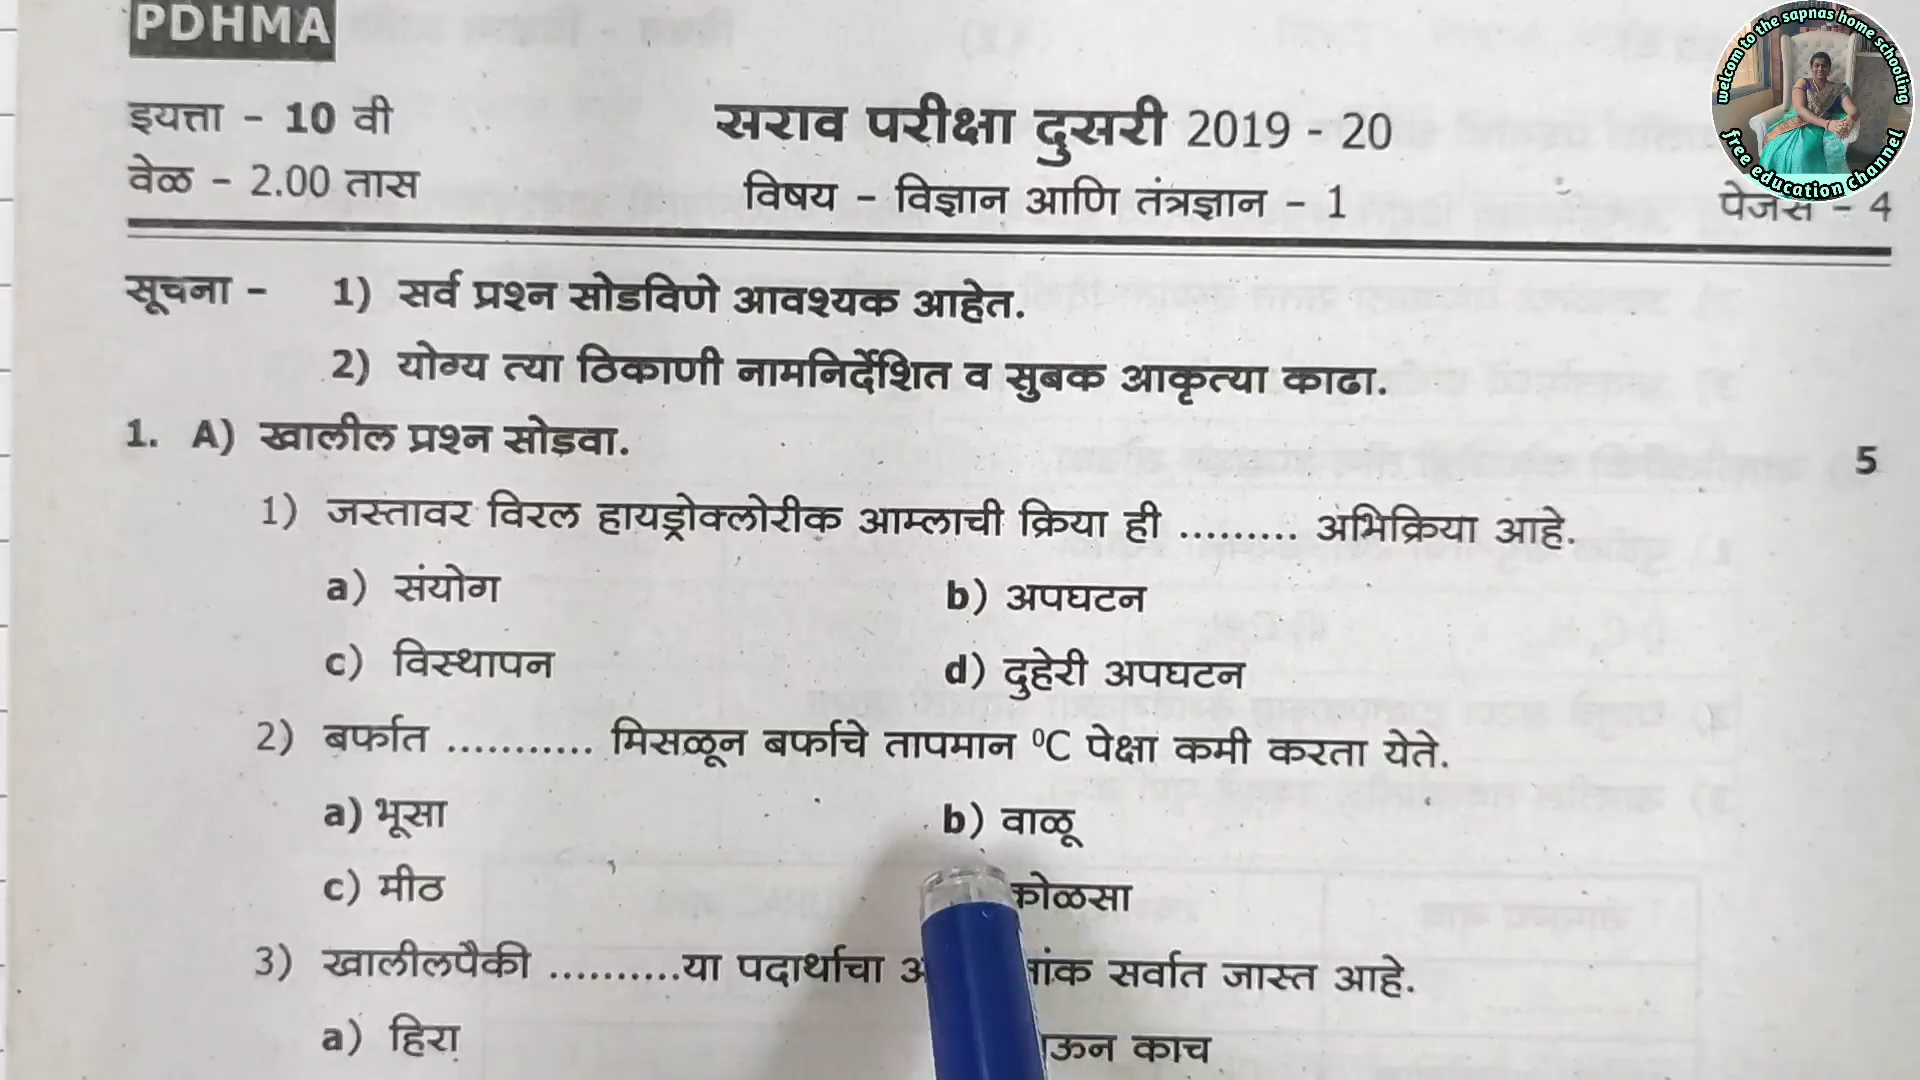 PDHMA
welcom to the sapnas home schooling
free education channel
इयत्ता - 10 वी
सराव परीक्षा दुसरी 2019 - 20
वेळ - 2.00 तास
विषय - विज्ञान आणि तंत्रज्ञान - 1
पेजेस - 4
सूचना - 1) सर्व प्रश्न सोडविणे आवश्यक आहेत.
2) योग्य त्या ठिकाणी नामनिर्देशित व सुबक आकृत्या काढा.
1. A) खालील प्रश्न सोडवा. 5
1) जस्तावर विरल हायड्रोक्लोरीक आम्लाची क्रिया ही ......... अभिक्रिया आहे.
a) संयोग b) अपघटन
c) विस्थापन d) दुहेरी अपघटन
2) बर्फात ........... मिसळून बर्फाचे तापमान ⁰C पेक्षा कमी करता येते.
a) भूसा b) वाळू
c) मीठ कोळसा
3) खालीलपैकी ..........या पदार्थाचा सर्वात जास्त आहे.
a) हिरा काच